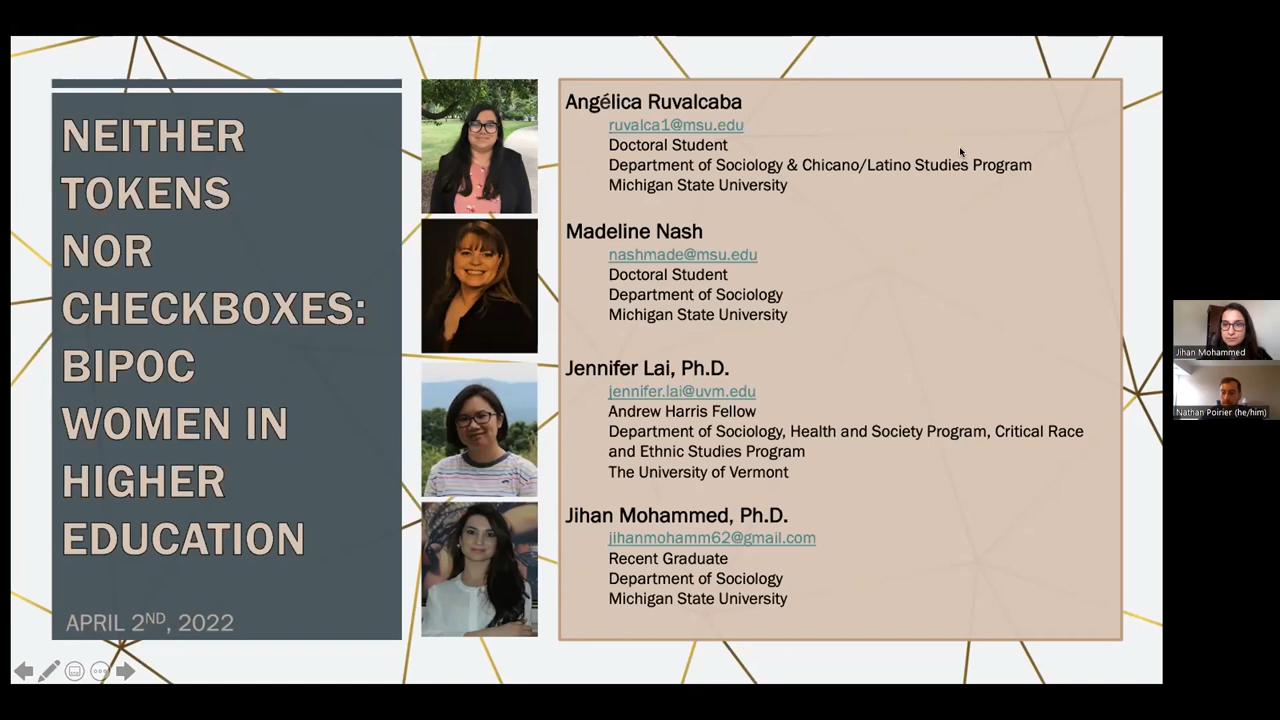 NEITHER
TOKENS
NOR
CHECKBOXES:
BIPOC
WOMEN IN
HIGHER
EDUCATION
APRIL 2ND, 2022
Angélica Ruvalcaba
ruvalca1@msu.edu
Doctoral Student
Department of Sociology & Chicano/Latino Studies Program
Michigan State University
Madeline Nash
nashmade@msu.edu
Doctoral Student
Department of Sociology
Michigan State University
Jennifer Lai, Ph.D.
jennifer.lai@uvm.edu
Andrew Harris Fellow
Department of Sociology, Health and Society Program, Critical Race
and Ethnic Studies Program
The University of Vermont
Jihan Mohammed, Ph.D.
jihanmohamm62@gmail.com
Recent Graduate
Department of Sociology
Michigan State University
Jihan Mohammed
Nathan Poirier (he/him)